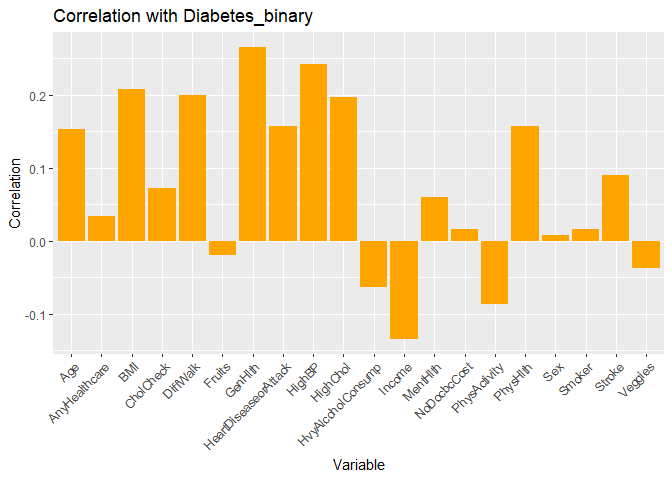 Correlation with Diabetes_binary
Correlation
0.2
0.1
0.0
-0.1
Age
AnyHealthcare
BMI
CholCheck
DiffWalk
Fruits
GenHlth
HeartDiseaseorAttack
HighBP
HighChol
HvyAlcoholConsump
Income
MentHlth
NoDocbcCost
PhysActivity
PhysHlth
Sex
Smoker
Stroke
Veggies
Variable